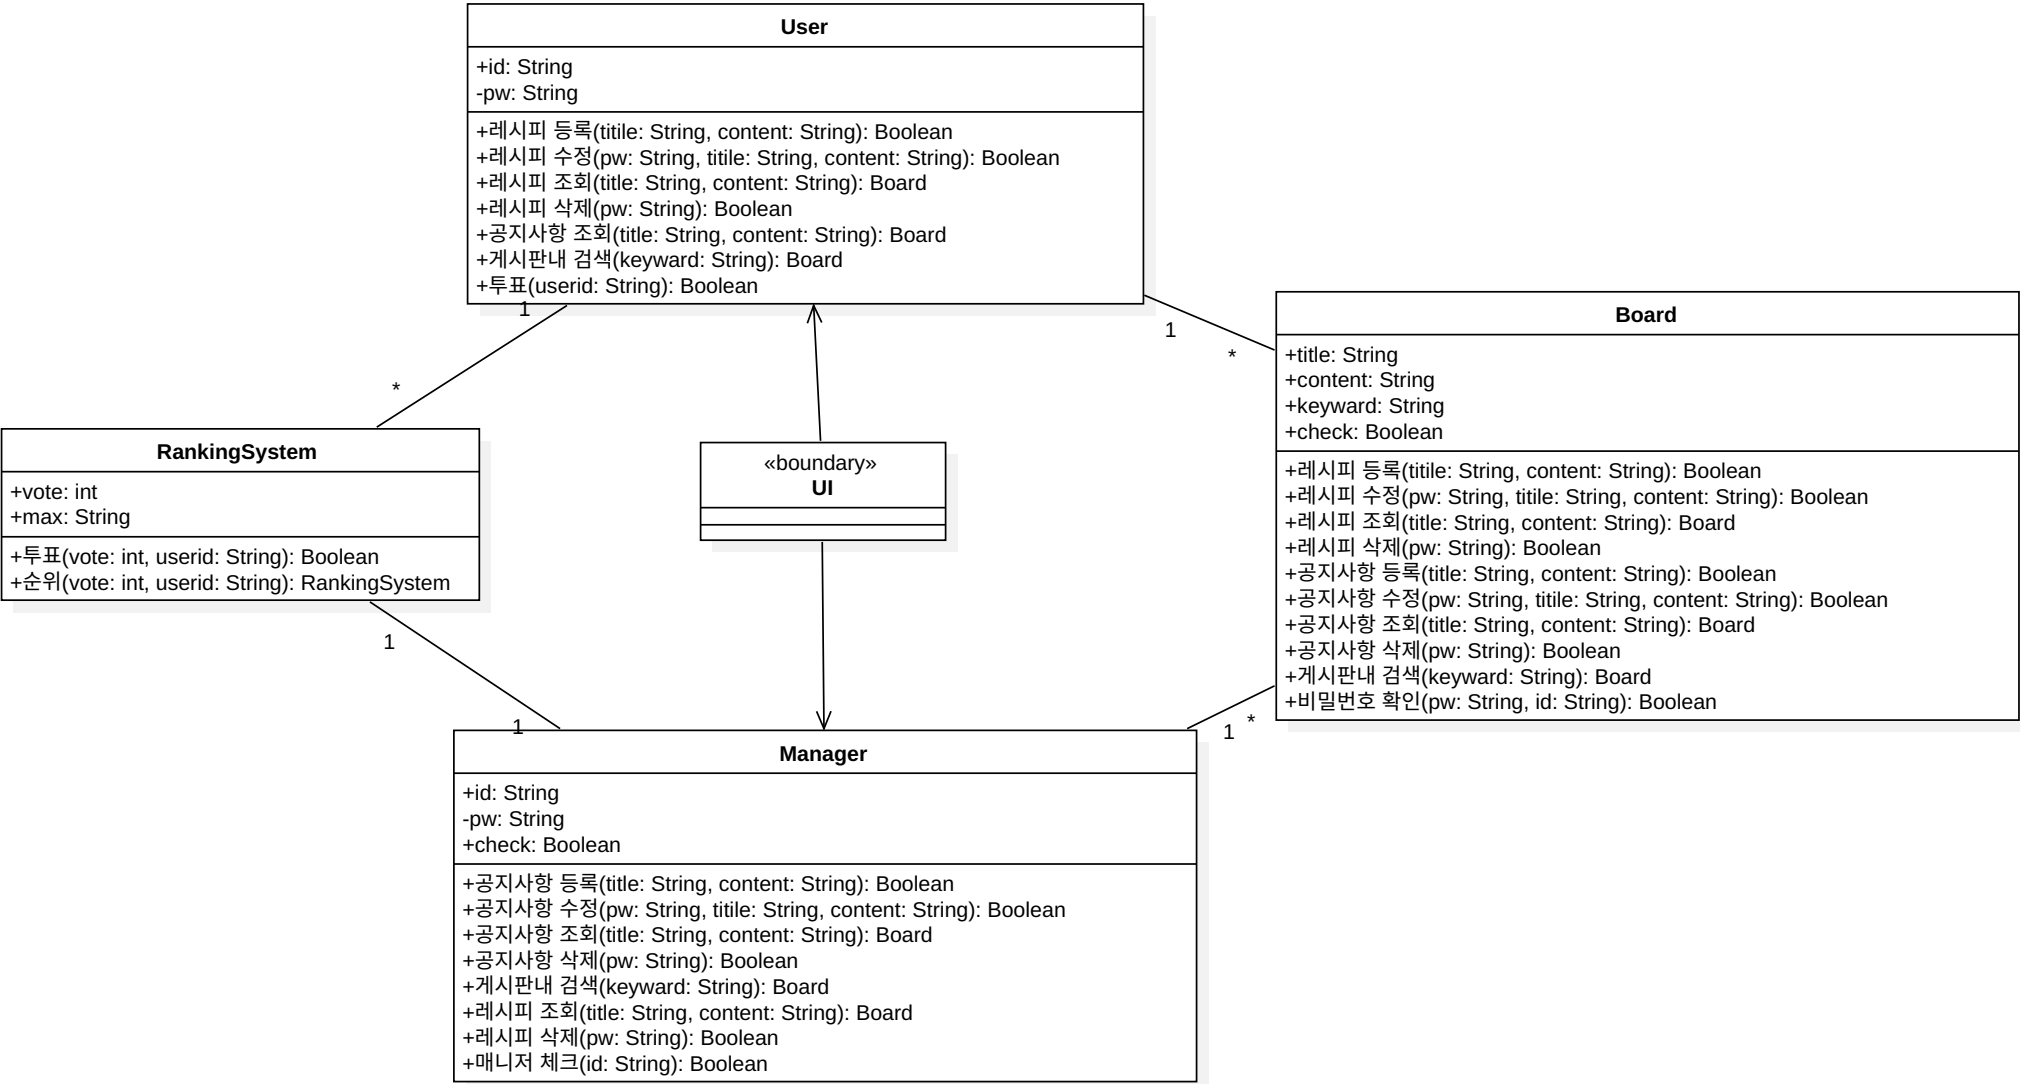 User
+id: String
-pw: String
+레시피 등록(titile: String, content: String): Boolean
+레시피 수정(pw: String, titile: String, content: String): Boolean
+레시피 조회(title: String, content: String): Board
+레시피 삭제(pw: String): Boolean
+공지사항 조회(title: String, content: String): Board
+게시판내 검색(keyward: String): Board
+투표(userid: String): Boolean
1
*
1
*
Board
+title: String
+content: String
+keyward: String
+check: Boolean
+레시피 등록(titile: String, content: String): Boolean
+레시피 수정(pw: String, titile: String, content: String): Boolean
+레시피 조회(title: String, content: String): Board
+레시피 삭제(pw: String): Boolean
+공지사항 등록(title: String, content: String): Boolean
+공지사항 수정(pw: String, titile: String, content: String): Boolean
+공지사항 조회(title: String, content: String): Board
+공지사항 삭제(pw: String): Boolean
+게시판내 검색(keyward: String): Board
+비밀번호 확인(pw: String, id: String): Boolean
RankingSystem
+vote: int
+max: String
+투표(vote: int, userid: String): Boolean
+순위(vote: int, userid: String): RankingSystem
«boundary»
UI
1
1
1
*
Manager
+id: String
-pw: String
+check: Boolean
+공지사항 등록(title: String, content: String): Boolean
+공지사항 수정(pw: String, titile: String, content: String): Boolean
+공지사항 조회(title: String, content: String): Board
+공지사항 삭제(pw: String): Boolean
+게시판내 검색(keyward: String): Board
+레시피 조회(title: String, content: String): Board
+레시피 삭제(pw: String): Boolean
+매니저 체크(id: String): Boolean